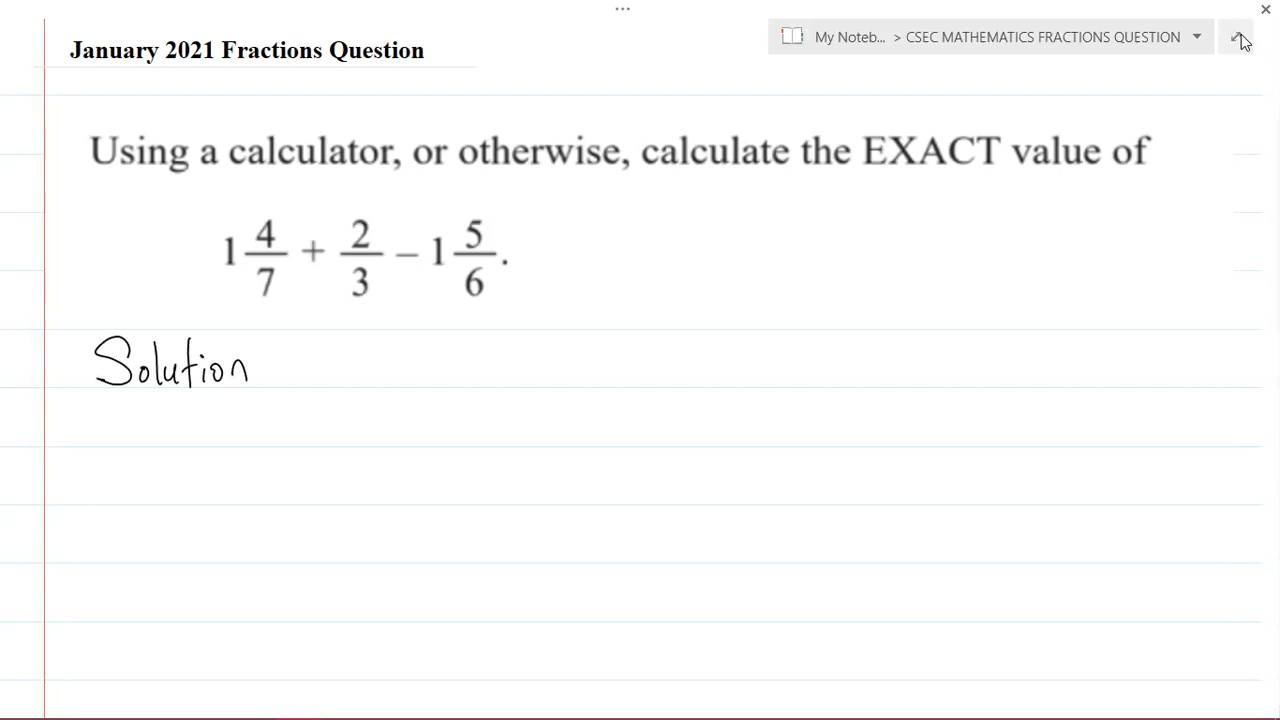 ...
January 2021 Fractions Question
My Noteb... > CSEC MATHEMATICS FRACTIONS QUESTION
Using a calculator, or otherwise, calculate the EXACT value of
1 4/7 + 2/3 – 1 5/6.
Solution